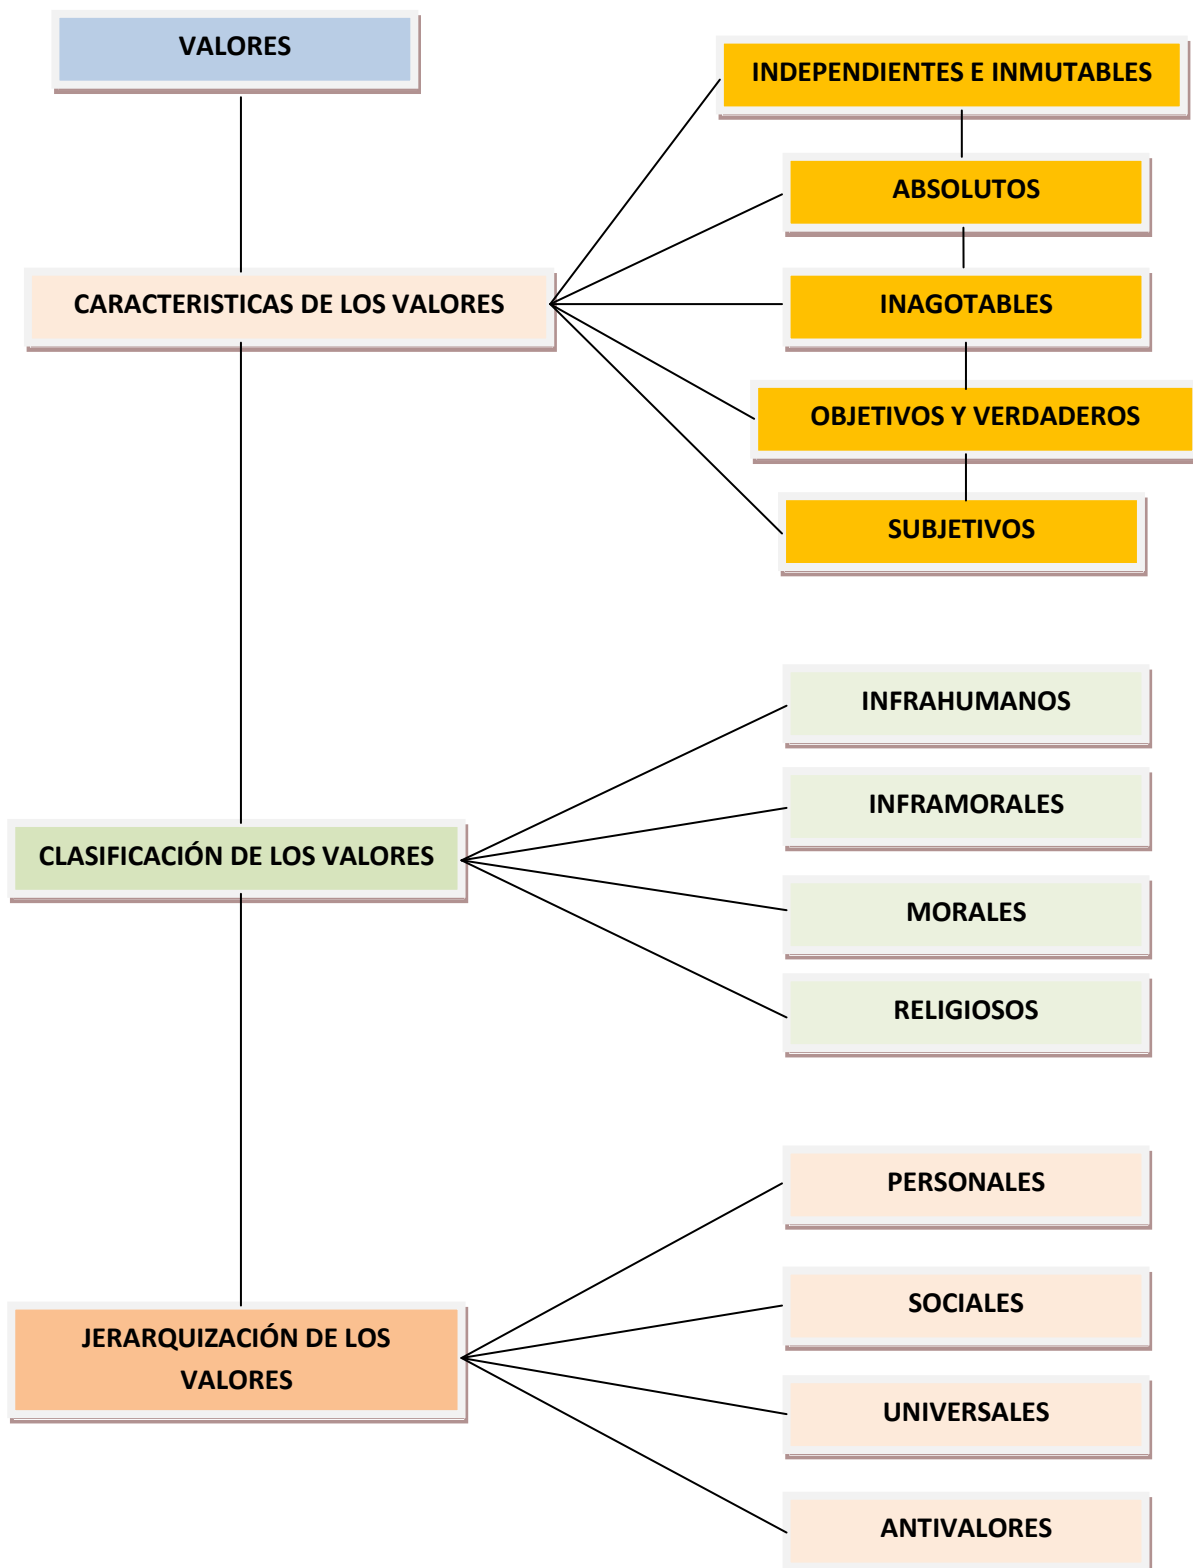 VALORES
INDEPENDIENTES E INMUTABLES
ABSOLUTOS
CARACTERISTICAS DE LOS VALORES
INAGOTABLES
OBJETIVOS Y VERDADEROS
SUBJETIVOS
INFRAHUMANOS
INFRAMORALES
CLASIFICACIÓN DE LOS VALORES
MORALES
RELIGIOSOS
PERSONALES
SOCIALES
JERARQUIZACIÓN DE LOS
VALORES
UNIVERSALES
ANTIVALORES